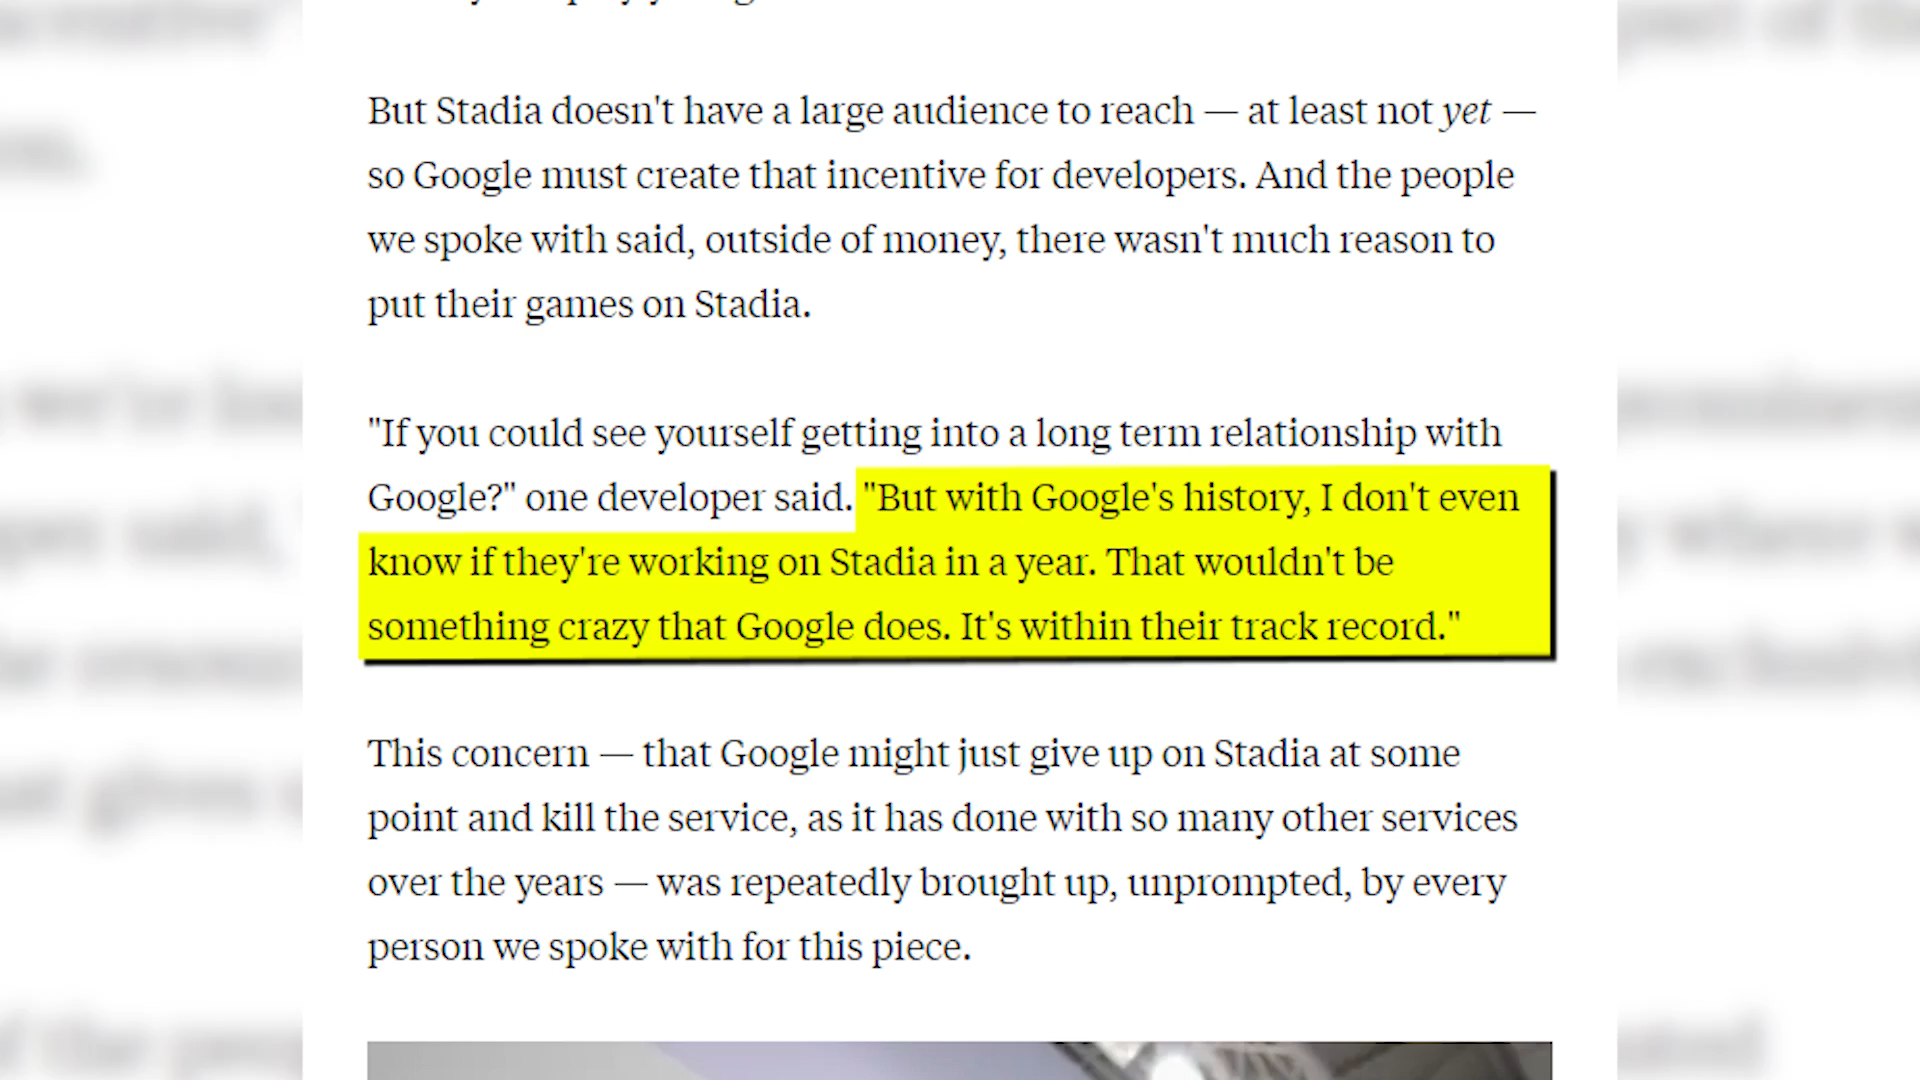 But Stadia doesn't have a large audience to reach — at least not yet —
so Google must create that incentive for developers. And the people
we spoke with said, outside of money, there wasn't much reason to
put their games on Stadia.
"If you could see yourself getting into a long term relationship with
Google?" one developer said. "But with Google's history, I don't even
know if they're working on Stadia in a year. That wouldn't be
something crazy that Google does. It's within their track record."
This concern — that Google might just give up on Stadia at some
point and kill the service, as it has done with so many other services
over the years — was repeatedly brought up, unprompted, by every
person we spoke with for this piece.